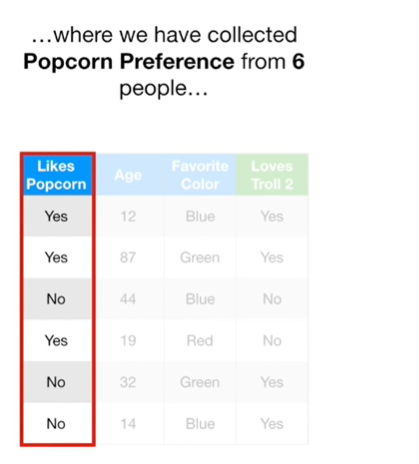 …where we have collected
Popcorn Preference from 6
people…
Likes Popcorn Age Favorite Color Loves Troll 2
Yes 12 Blue Yes
Yes 87 Green Yes
No 44 Blue No
Yes 19 Red No
No 32 Green Yes
No 14 Blue Yes